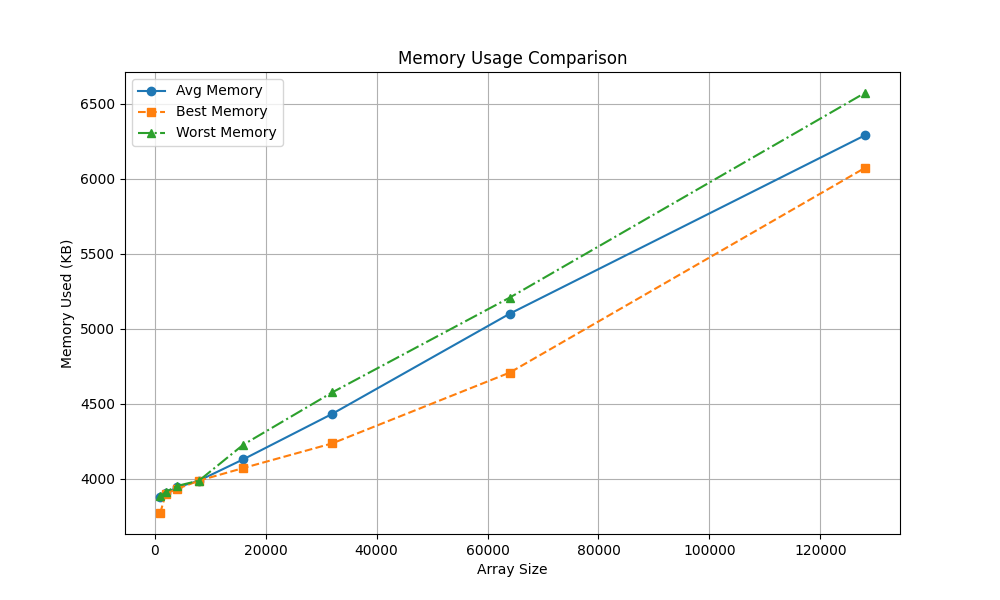 Memory Usage Comparison
Avg Memory
Best Memory
Worst Memory
Memory Used (KB)
6500
6000
5500
5000
4500
4000
0 20000 40000 60000 80000 100000 120000
Array Size